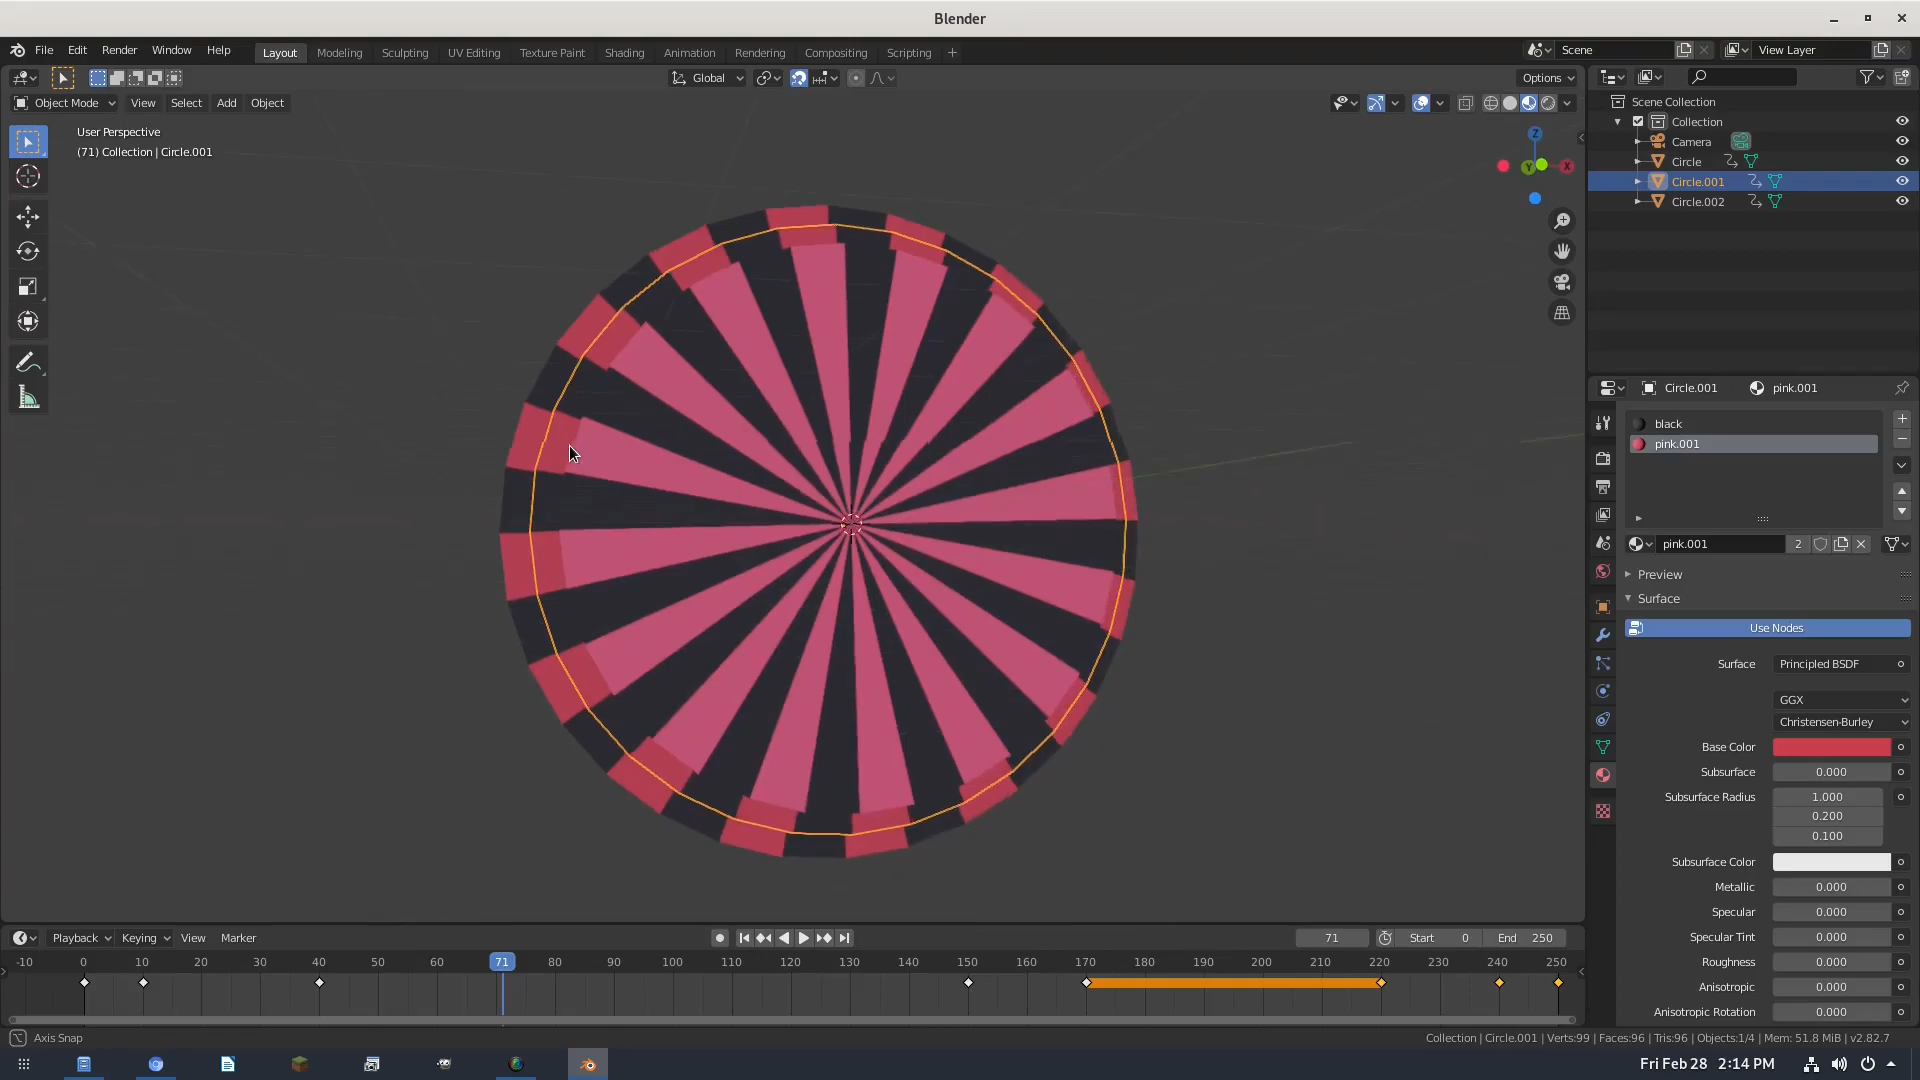 Blender
File Edit Render Window Help
Layout Modeling Sculpting UV Editing Texture Paint Shading Animation Rendering Compositing Scripting +
Scene
View Layer
Global
Options
Object Mode View Select Add Object
User Perspective
(71) Collection | Circle.001
Z
Y
X
Scene Collection
Collection
Camera
Circle
Circle.001
Circle.002
Circle.001 pink.001
black
pink.001
pink.001 2
Preview
Surface
Use Nodes
Surface Principled BSDF
GGX
Christensen-Burley
Base Color
Subsurface 0.000
Subsurface Radius 1.000
0.200
0.100
Subsurface Color
Metallic 0.000
Specular 0.000
Specular Tint 0.000
Roughness 0.000
Anisotropic 0.000
Anisotropic Rotation 0.000
Playback Keying View Marker
71 Start 0 End 250
-10 0 10 20 30 40 50 60 71 80 90 100 110 120 130 140 150 160 170 180 190 200 210 220 230 240 250
Axis Snap
Collection | Circle.001 | Verts:99 | Faces:96 | Tris:96 | Objects:1/4 | Mem: 51.8 MiB | v2.82.7
Fri Feb 28 2:14 PM